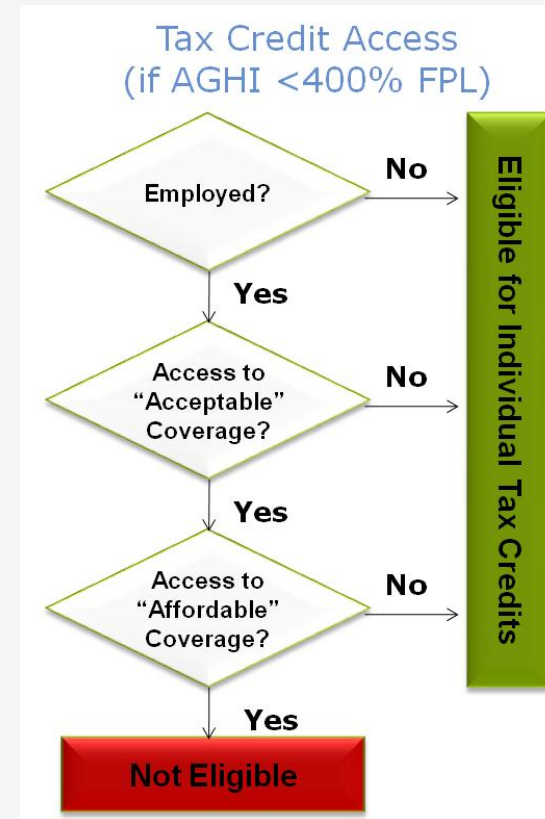 Tax Credit Access
(if AGHI <400% FPL)
Employed?
No
Yes
Access to
“Acceptable”
Coverage?
No
Yes
Access to
“Affordable”
Coverage?
No
Yes
Not Eligible
Eligible for Individual Tax Credits